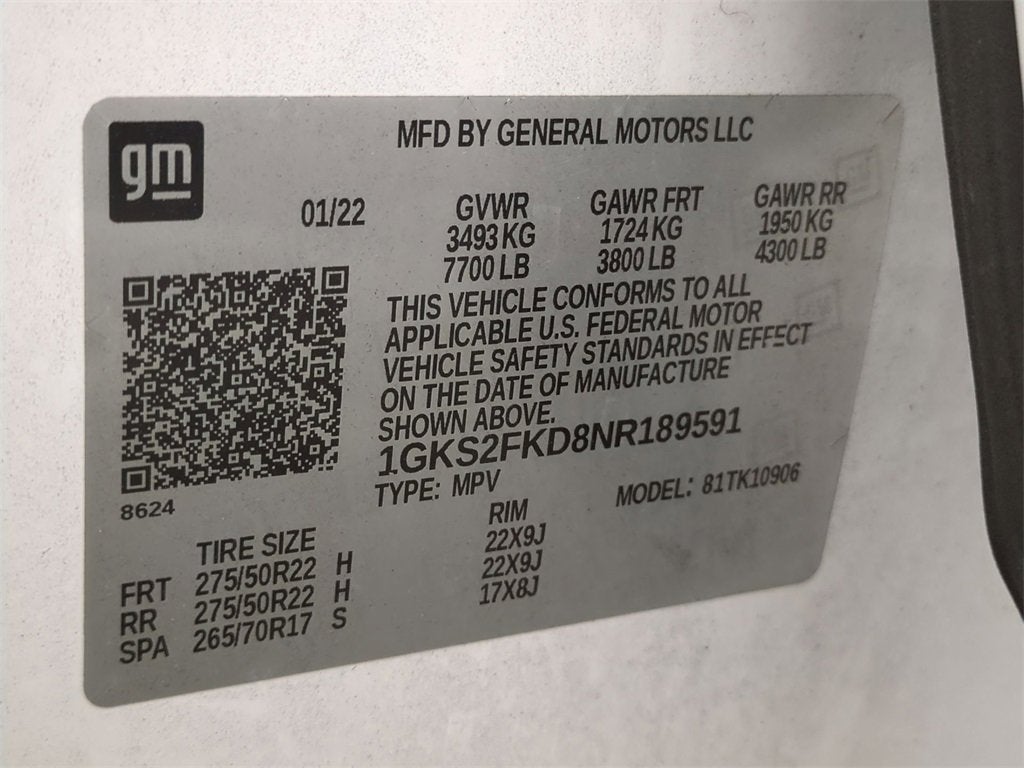 gm
MFD BY GENERAL MOTORS LLC
01/22 GVWR GAWR FRT GAWR RR
3493 KG 1724 KG 1950 KG
7700 LB 3800 LB 4300 LB
THIS VEHICLE CONFORMS TO ALL
APPLICABLE U.S. FEDERAL MOTOR
VEHICLE SAFETY STANDARDS IN EFFECT
ON THE DATE OF MANUFACTURE
SHOWN ABOVE.
1GKS2FKD8NR189591
TYPE: MPV MODEL: 81TK10906
8624
TIRE SIZE RIM
FRT 275/50R22 H 22X9J
RR 275/50R22 H 22X9J
SPA 265/70R17 S 17X8J